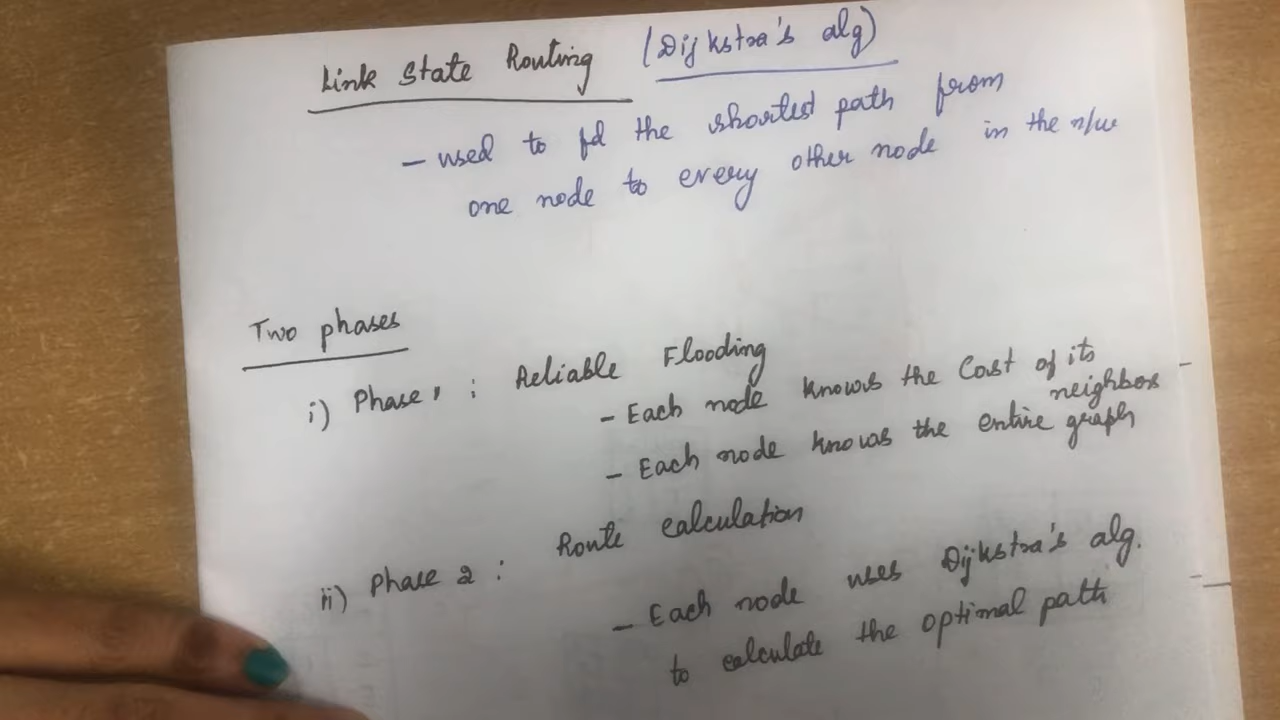 Link State Routing (Dijkstra's alg)
- used to fd the shortest path from
one node to every other node in the n/w
Two phases
i) Phase 1 : Reliable Flooding
- Each node knows the Cost of its
neighbor
- Each node knows the entire graph
ii) Phase 2 : Route calculation
- Each node uses Dijkstra's alg.
to calculate the optimal path